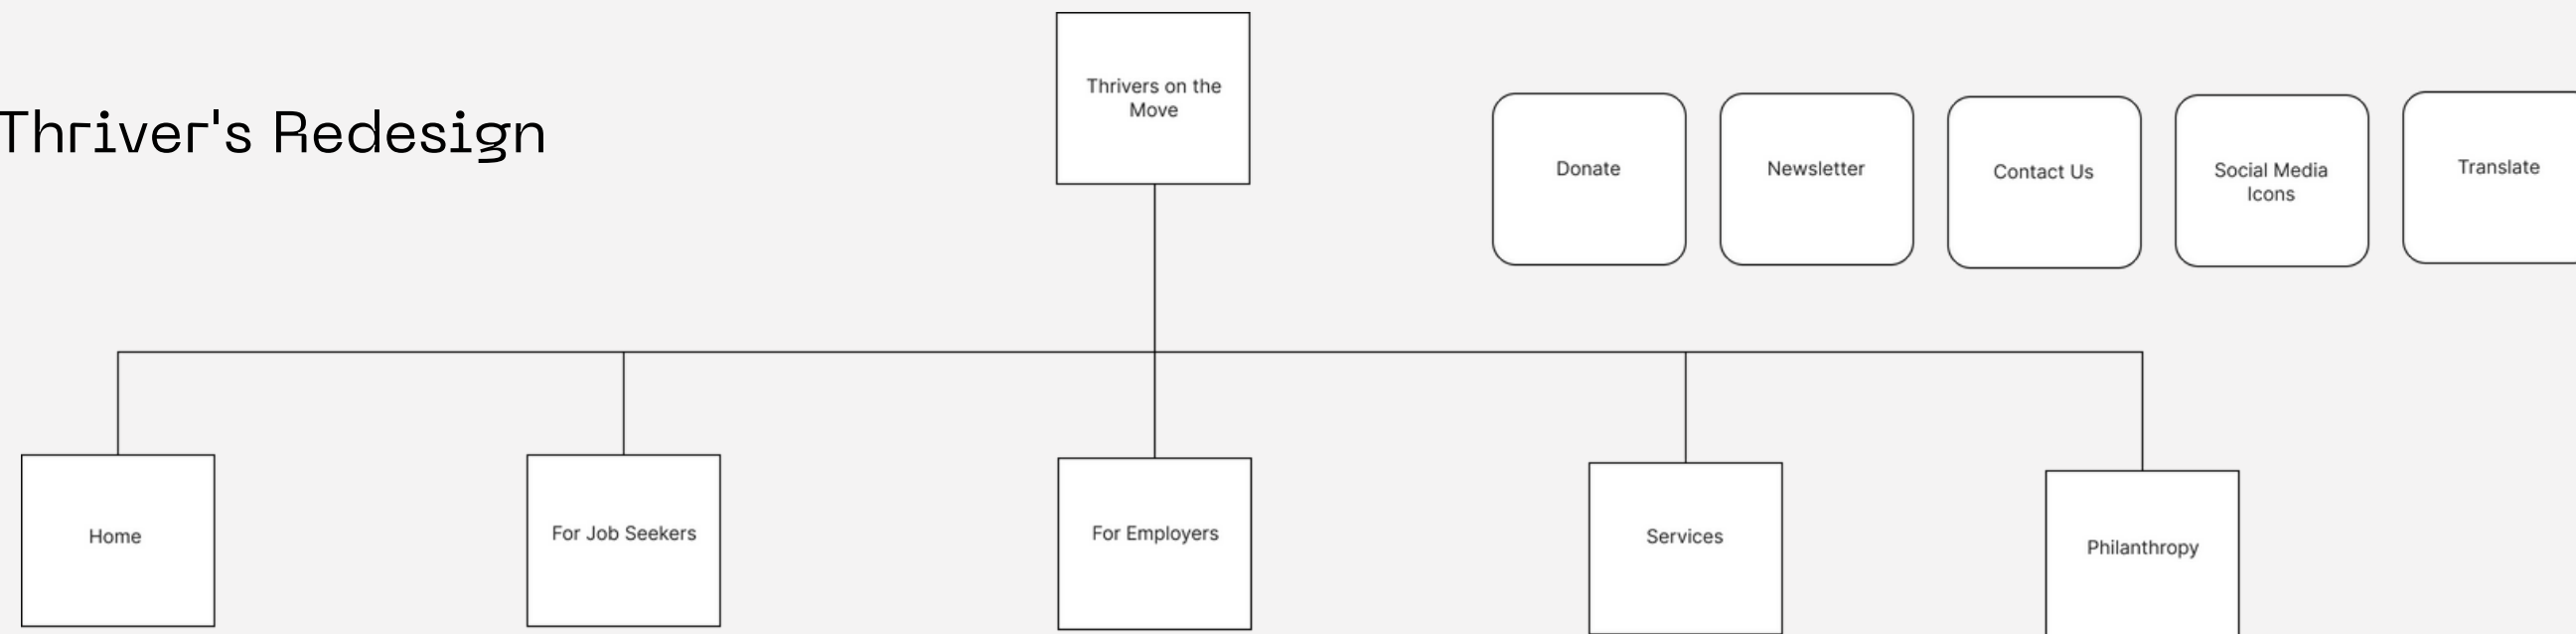 Thrivers on the
Move
Thriver's Redesign
Donate
Newsletter
Contact Us
Social Media
Icons
Translate
Home
For Job Seekers
For Employers
Services
Philanthropy